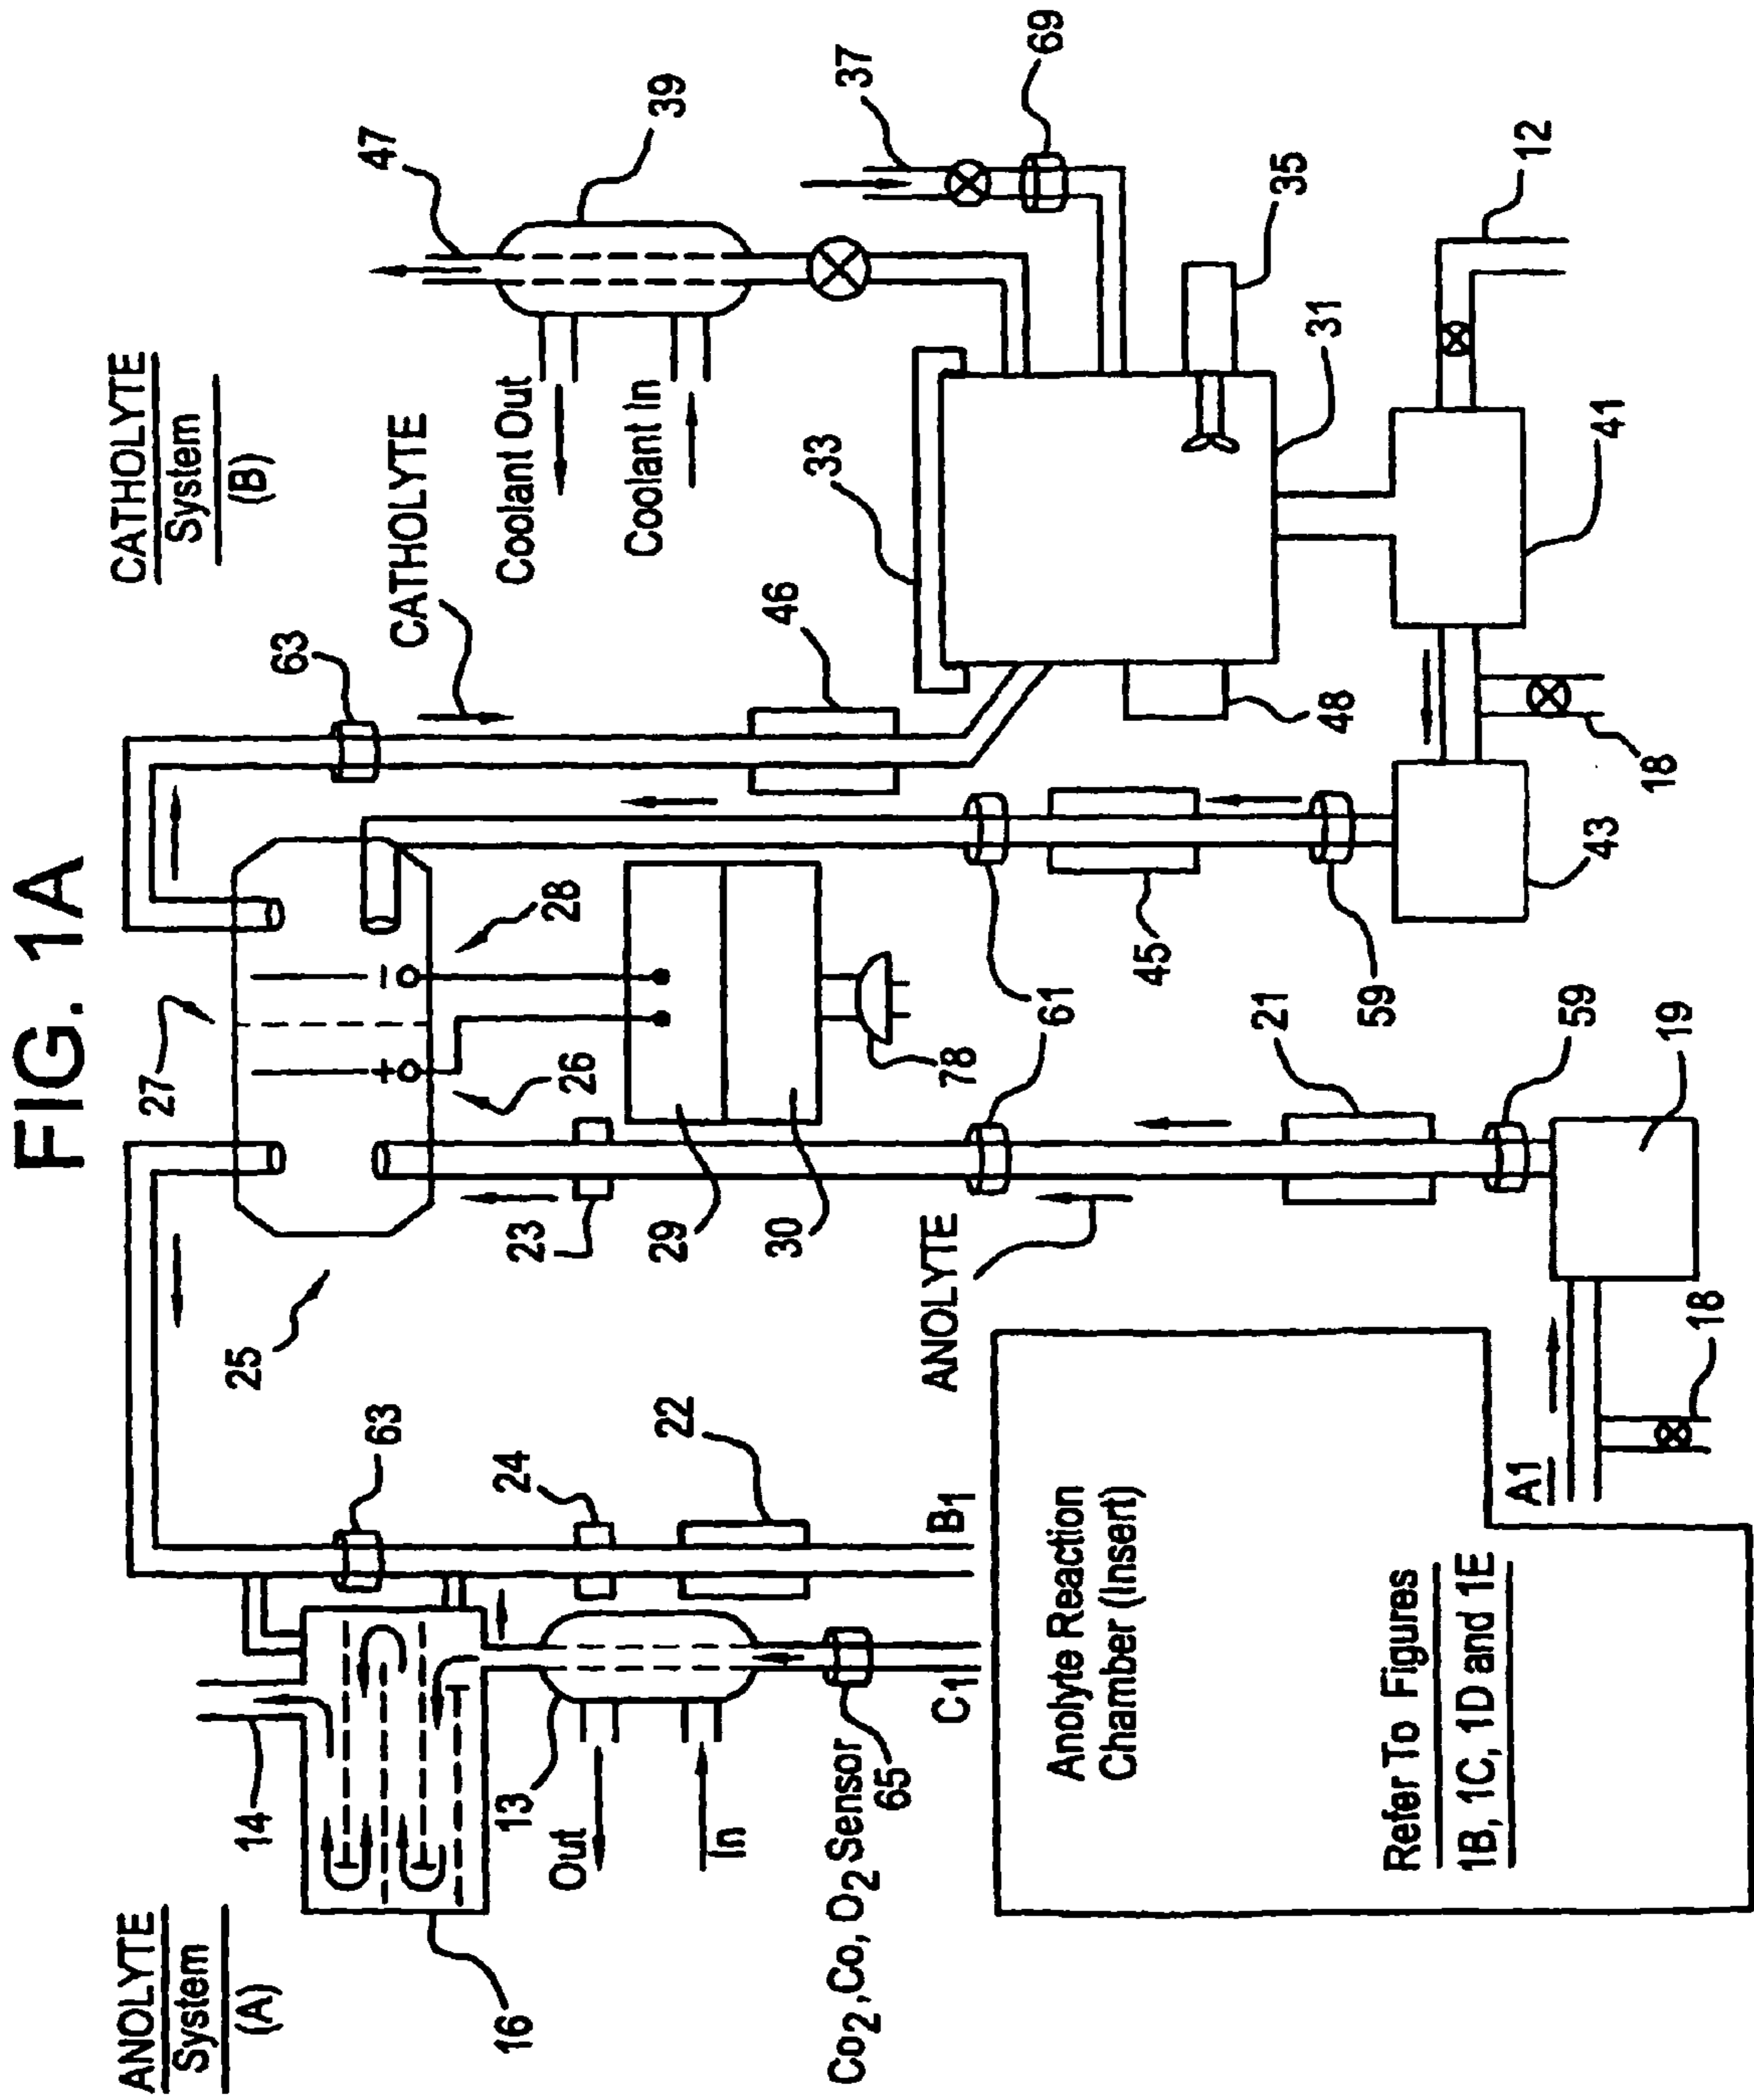 FIG. 1A
ANOLYTE
System
(A)
CATHOLYTE
System
(B)
27
47
39
14
16
63
25
63
CATHOLYTE
Coolant Out
Coolant In
37
69
13
24
26
28
Out
In
22
23
29
30
46
33
Co2, Co, O2 Sensor
65
C1
B1
ANOLYTE
61
78
45
48
35
31
Anolyte Reaction
Chamber (Insert)
21
59
Refer To Figures
1B, 1C, 1D and 1E
A1
18
59
19
43
18
41
12